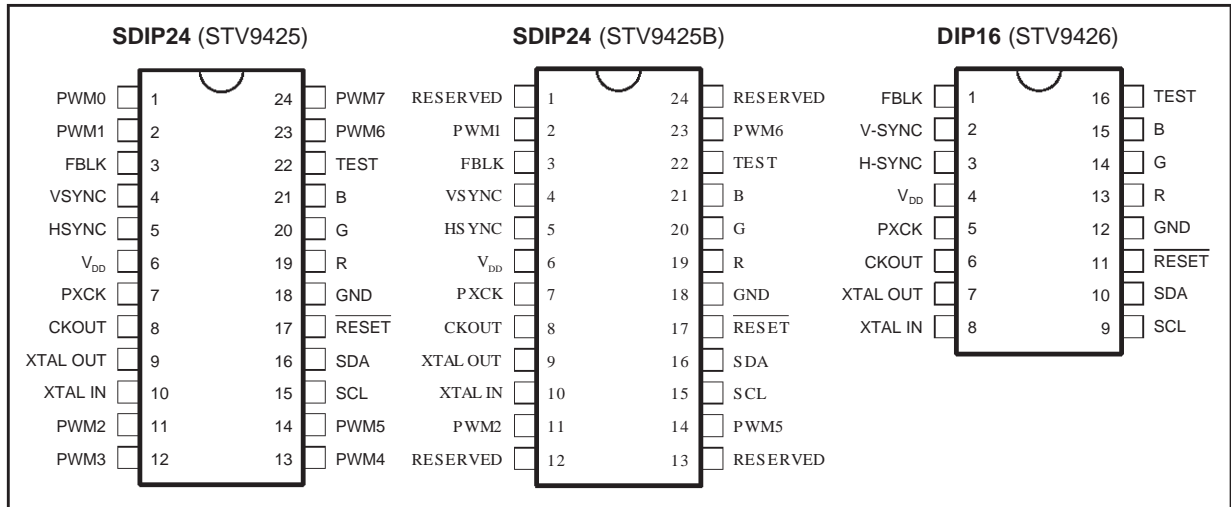 SDIP24 (STV9425)
PWM0 1 24 PWM7
PWM1 2 23 PWM6
FBLK 3 22 TEST
VSYNC 4 21 B
HSYNC 5 20 G
VDD 6 19 R
PXCK 7 18 GND
CKOUT 8 17 RESET
XTAL OUT 9 16 SDA
XTAL IN 10 15 SCL
PWM2 11 14 PWM5
PWM3 12 13 PWM4
SDIP24 (STV9425B)
RESERVED 1 24 RESERVED
PWM1 2 23 PWM6
FBLK 3 22 TEST
VSYNC 4 21 B
HSYNC 5 20 G
VDD 6 19 R
PXCK 7 18 GND
CKOUT 8 17 RESET
XTAL OUT 9 16 SDA
XTAL IN 10 15 SCL
PWM2 11 14 PWM5
RESERVED 12 13 RESERVED
DIP16 (STV9426)
FBLK 1 16 TEST
V-SYNC 2 15 B
H-SYNC 3 14 G
VDD 4 13 R
PXCK 5 12 GND
CKOUT 6 11 RESET
XTAL OUT 7 10 SDA
XTAL IN 8 9 SCL